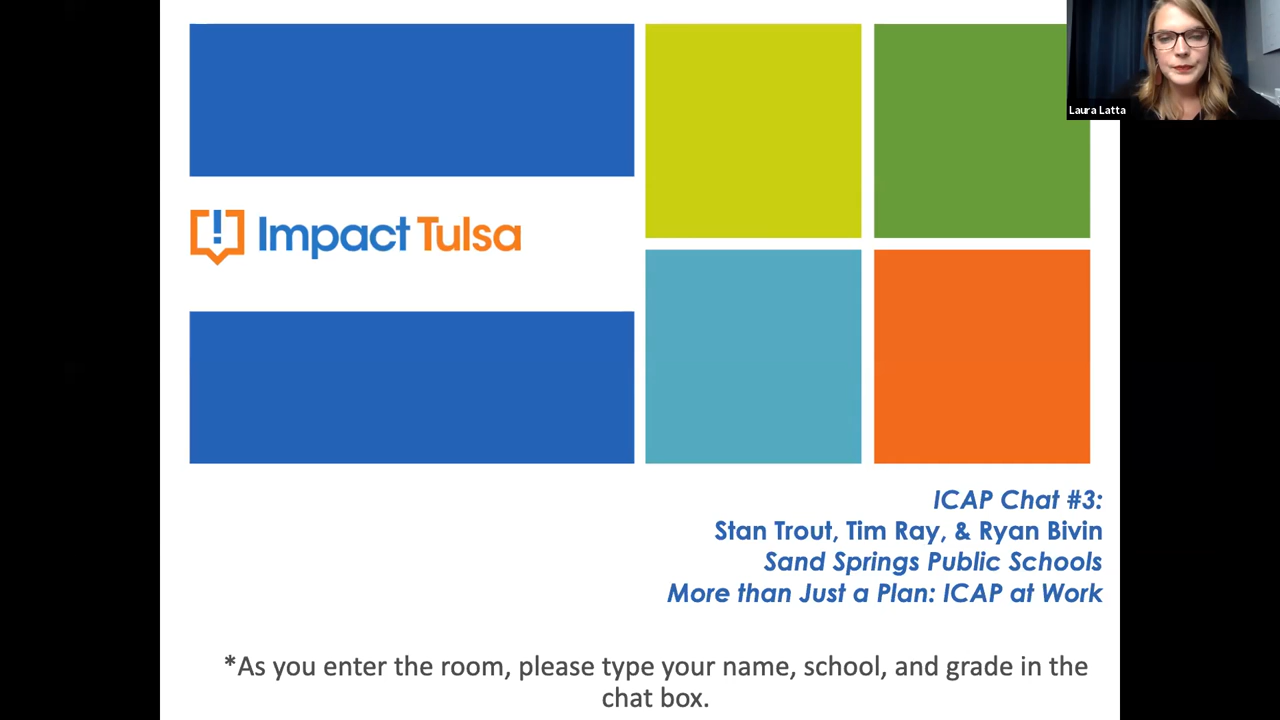 Laura Latta
Impact Tulsa
ICAP Chat #3:
Stan Trout, Tim Ray, & Ryan Bivin
Sand Springs Public Schools
More than Just a Plan: ICAP at Work
*As you enter the room, please type your name, school, and grade in the
chat box.